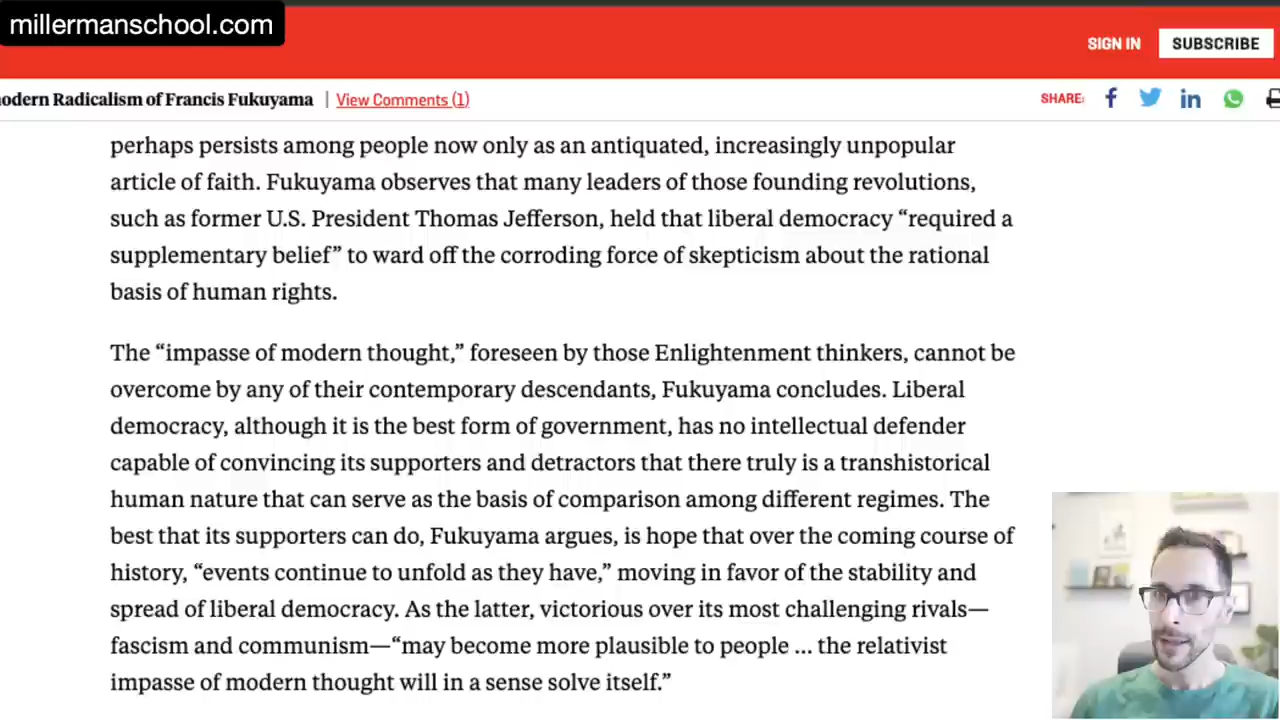 millermanschool.com
SIGN IN
SUBSCRIBE
odern Radicalism of Francis Fukuyama | View Comments (1)
SHARE:
perhaps persists among people now only as an antiquated, increasingly unpopular
article of faith. Fukuyama observes that many leaders of those founding revolutions,
such as former U.S. President Thomas Jefferson, held that liberal democracy “required a
supplementary belief” to ward off the corroding force of skepticism about the rational
basis of human rights.
The “impasse of modern thought,” foreseen by those Enlightenment thinkers, cannot be
overcome by any of their contemporary descendants, Fukuyama concludes. Liberal
democracy, although it is the best form of government, has no intellectual defender
capable of convincing its supporters and detractors that there truly is a transhistorical
human nature that can serve as the basis of comparison among different regimes. The
best that its supporters can do, Fukuyama argues, is hope that over the coming course of
history, “events continue to unfold as they have,” moving in favor of the stability and
spread of liberal democracy. As the latter, victorious over its most challenging rivals—
fascism and communism—“may become more plausible to people ... the relativist
impasse of modern thought will in a sense solve itself.”